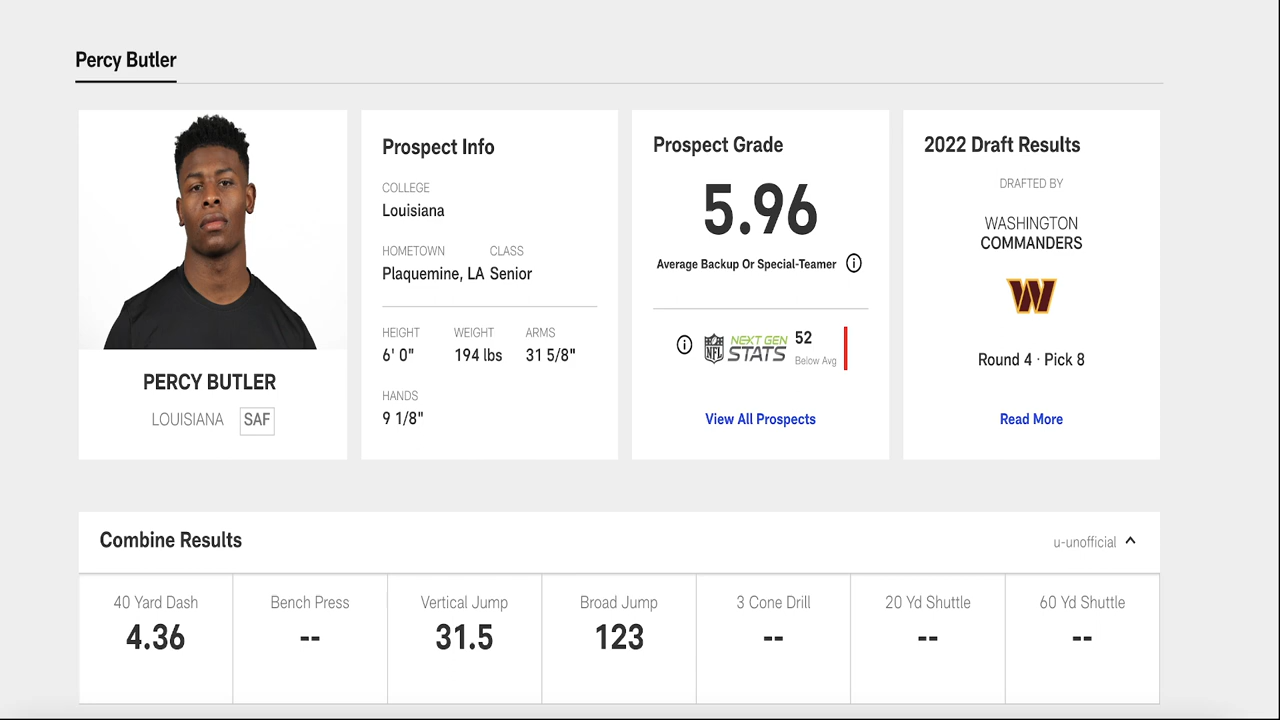 Percy Butler
PERCY BUTLER
LOUISIANA SAF
Prospect Info
COLLEGE
Louisiana
HOMETOWN CLASS
Plaquemine, LA Senior
HEIGHT WEIGHT ARMS
6' 0" 194 lbs 31 5/8"
HANDS
9 1/8"
Prospect Grade
5.96
Average Backup Or Special-Teamer
NFL NEXT GEN STATS 52
Below Avg
View All Prospects
2022 Draft Results
DRAFTED BY
WASHINGTON
COMMANDERS
W
Round 4 · Pick 8
Read More
Combine Results
u-unofficial
40 Yard Dash Bench Press Vertical Jump Broad Jump 3 Cone Drill 20 Yd Shuttle 60 Yd Shuttle
4.36 -- 31.5 123 -- -- --